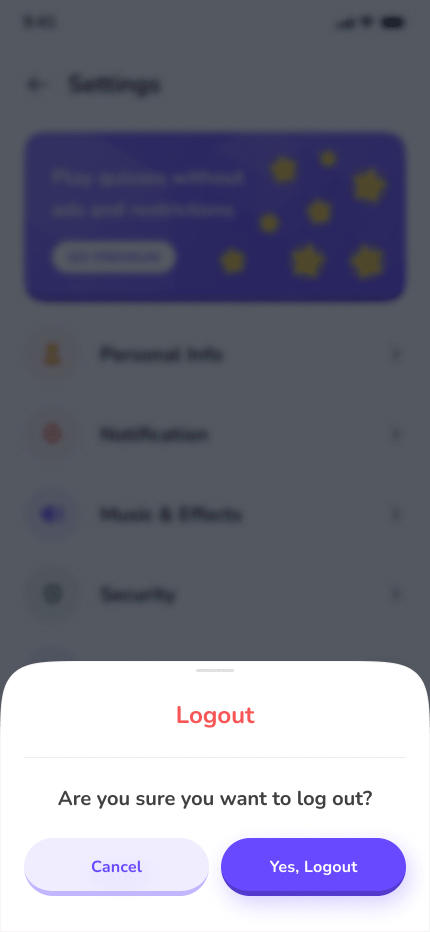 9:41
Settings
Play quizzes without
ads and restrictions
GO PREMIUM
Personal Info
Notification
Music & Effects
Security
Logout
Are you sure you want to log out?
Cancel
Yes, Logout